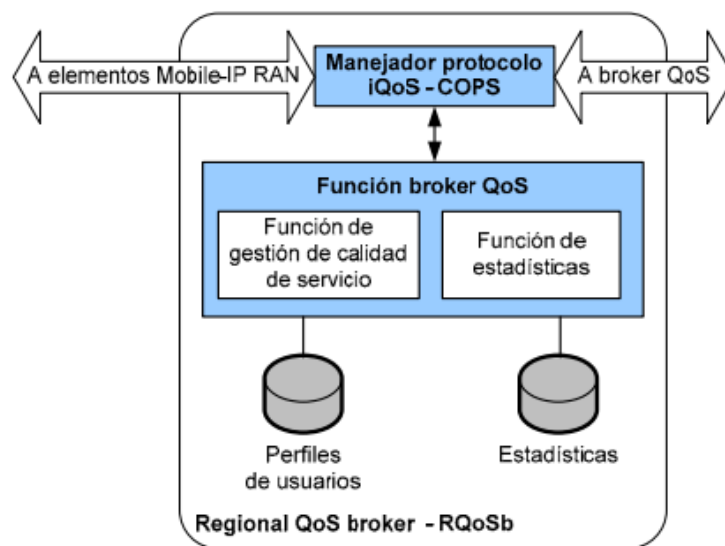 A elementos Mobile-IP RAN
Manejador protocolo
iQoS - COPS
A broker QoS
Función broker QoS
Función de
gestión de calidad
de servicio
Función de
estadísticas
Perfiles
de usuarios
Estadísticas
Regional QoS broker - RQoSb